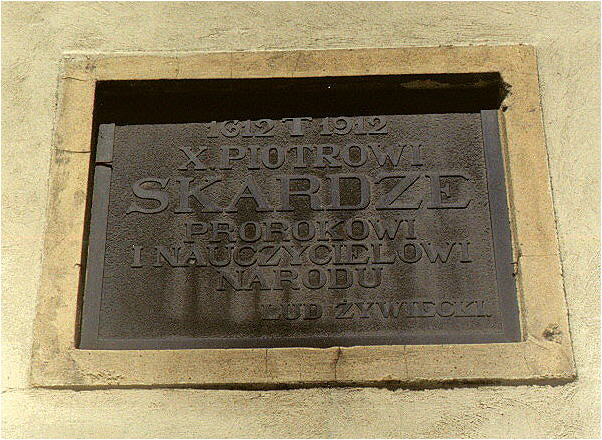 1612 † 1912
X PIOTROWI
SKARDZE
PROROKOWI
I NAUCZYCIELOWI
NARODU
LUD ŻYWIECKI.